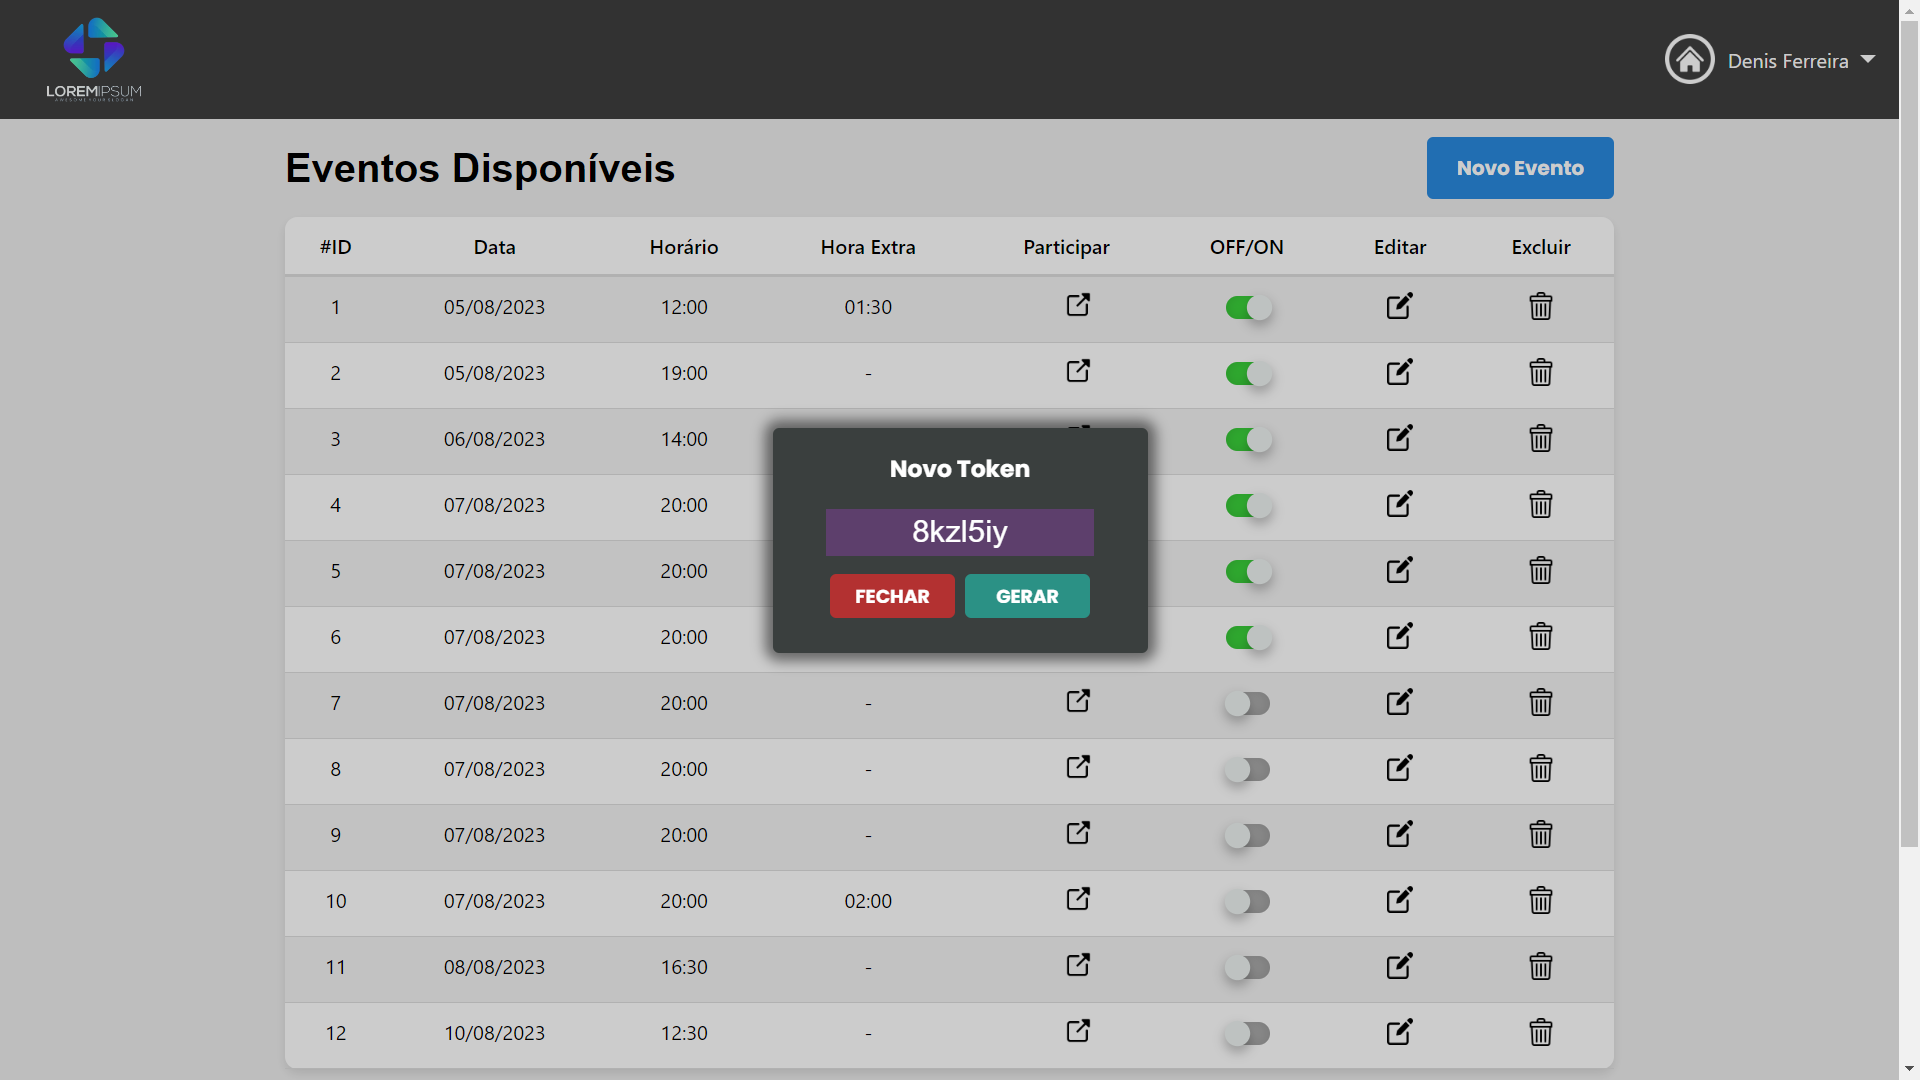 LOREMIPSUM
Denis Ferreira
Eventos Disponíveis
Novo Evento
#ID Data Horário Hora Extra Participar OFF/ON Editar Excluir
1 05/08/2023 12:00 01:30
2 05/08/2023 19:00 -
3 06/08/2023 14:00
4 07/08/2023 20:00
5 07/08/2023 20:00
6 07/08/2023 20:00
Novo Token
8kzl5iy
FECHAR GERAR
7 07/08/2023 20:00 -
8 07/08/2023 20:00 -
9 07/08/2023 20:00 -
10 07/08/2023 20:00 02:00
11 08/08/2023 16:30 -
12 10/08/2023 12:30 -